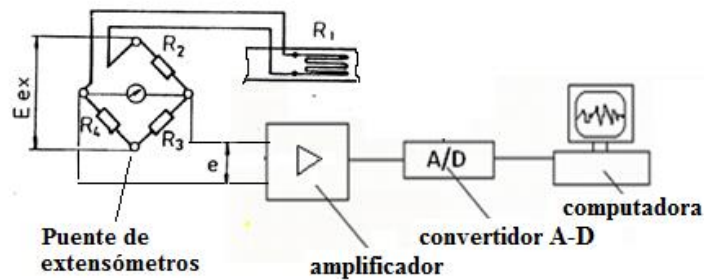 R₁
R₂
E ex
R₄
R₃
e
A/D
Puente de
extensómetros
amplificador
convertidor A-D
computadora